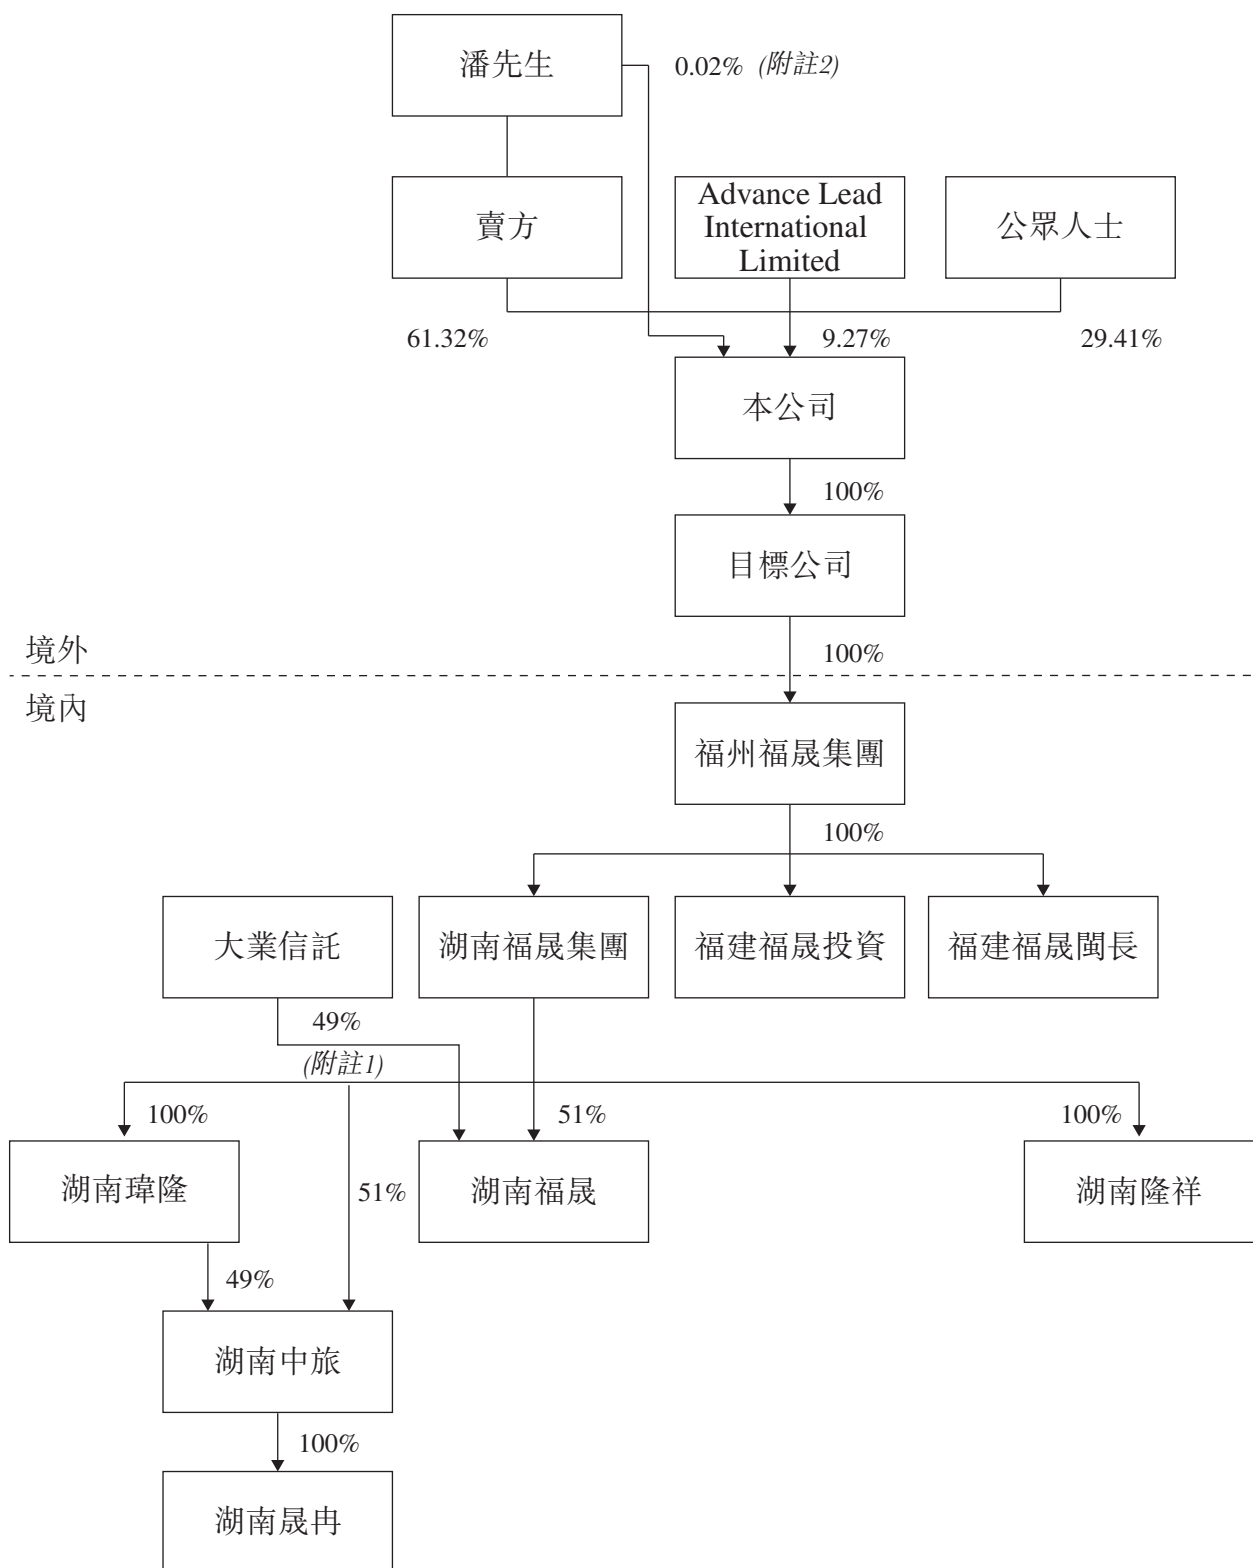 潘先生
0.02% (附註2)
賣方
Advance Lead
International
Limited
公眾人士
61.32%
9.27%
29.41%
本公司
100%
目標公司
境外
100%
境內
福州福晟集團
100%
大業信託
湖南福晟集團
福建福晟投資
福建福晟閩長
49%
(附註1)
100%
51%
100%
湖南瑋隆
51%
湖南福晟
湖南隆祥
49%
湖南中旅
100%
湖南晟冉